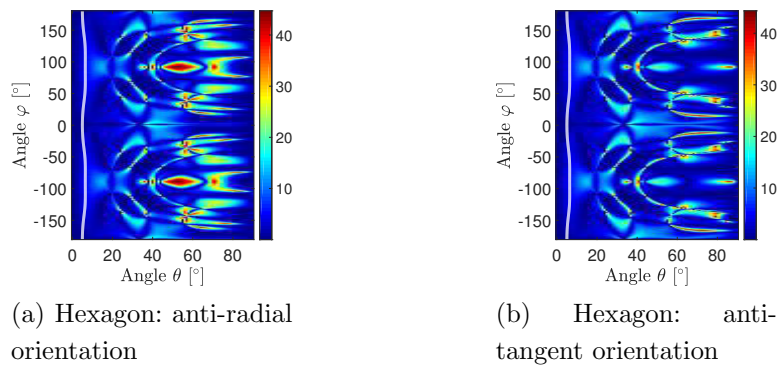 150
100
50
0
-50
-100
-150
Angle φ [°]
0 20 40 60 80
Angle θ [°]
40
30
20
10
(a) Hexagon: anti-radial
orientation
150
100
50
0
-50
-100
-150
Angle φ [°]
0 20 40 60 80
Angle θ [°]
40
30
20
10
(b) Hexagon: anti-
tangent orientation